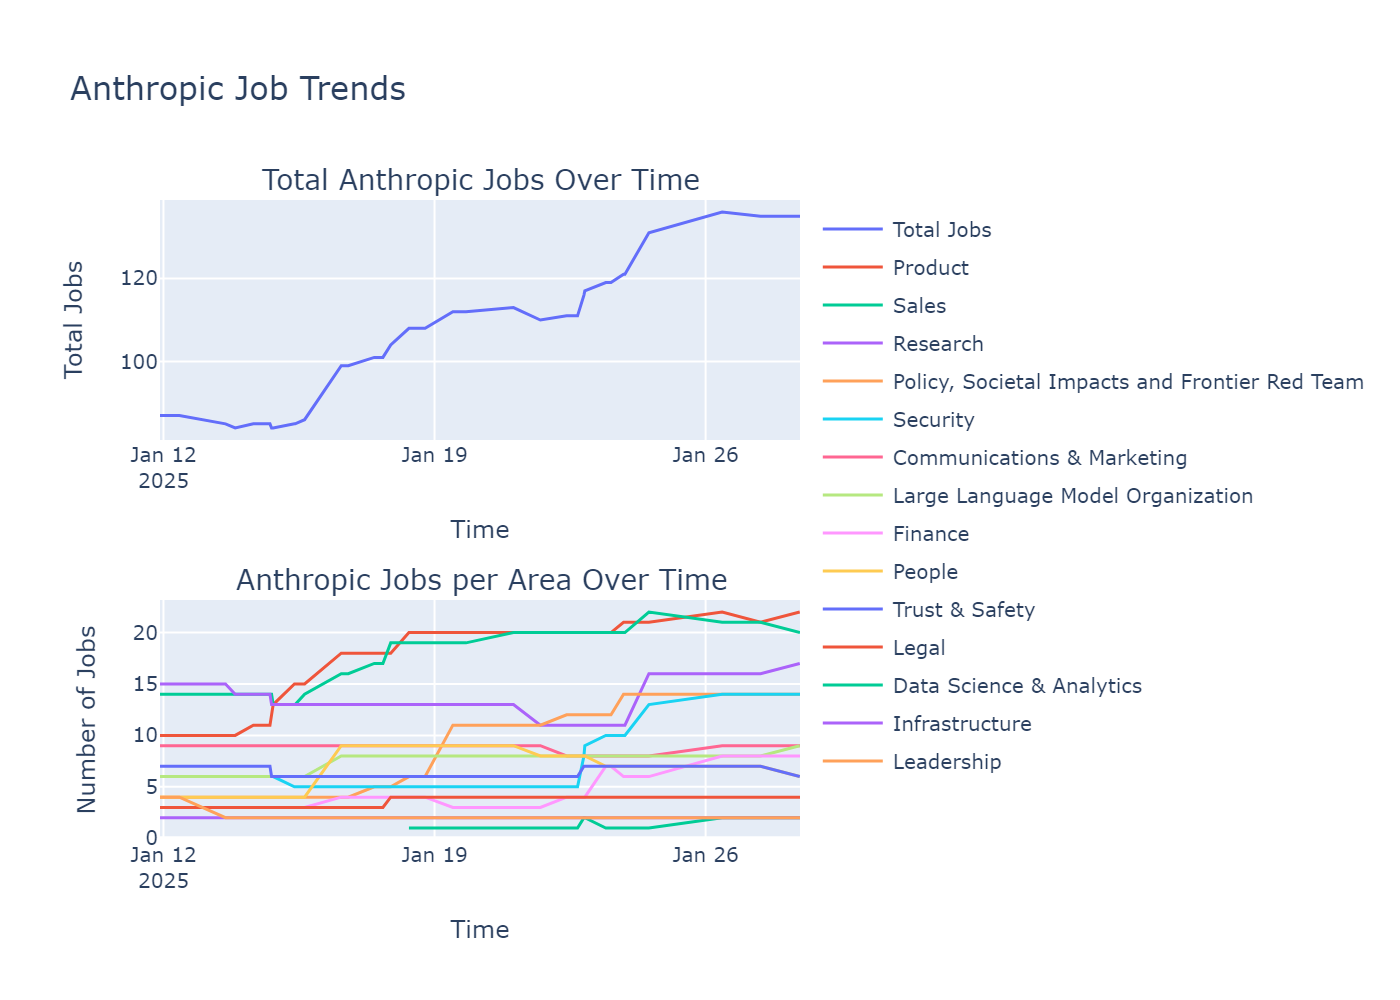 Anthropic Job Trends
Total Anthropic Jobs Over Time
Total Jobs
120
100
Jan 12
2025
Jan 19
Jan 26
Time
Anthropic Jobs per Area Over Time
Number of Jobs
20
15
10
5
0
Jan 12
2025
Jan 19
Jan 26
Time
Total Jobs
Product
Sales
Research
Policy, Societal Impacts and Frontier Red Team
Security
Communications & Marketing
Large Language Model Organization
Finance
People
Trust & Safety
Legal
Data Science & Analytics
Infrastructure
Leadership